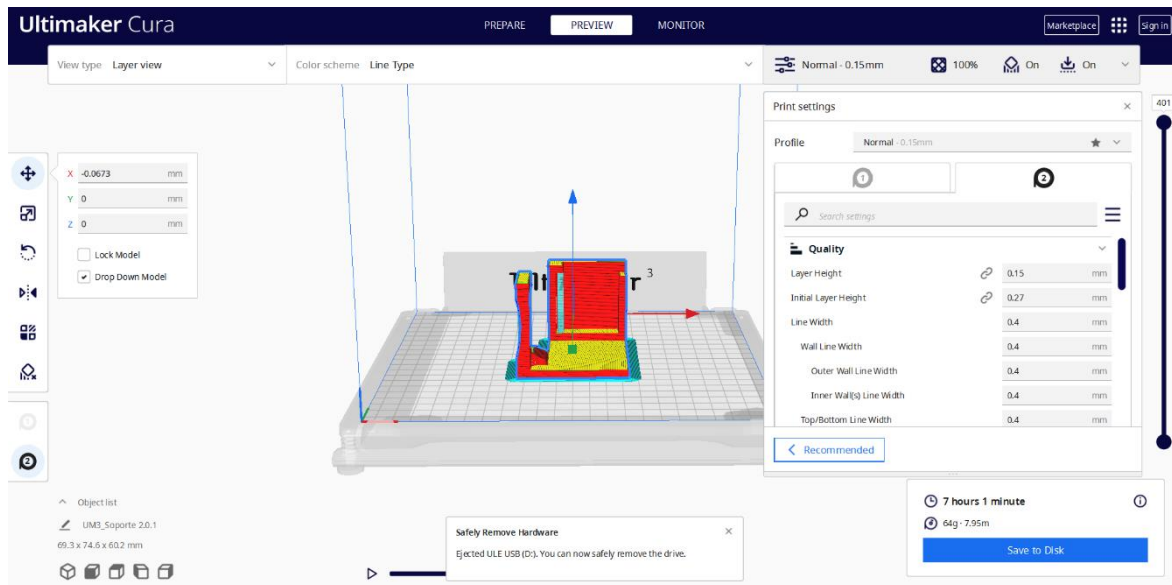 Ultimaker Cura
PREPARE PREVIEW MONITOR
Marketplace Sign in
View type Layer view
Color scheme Line Type
Normal - 0.15mm 100% On On
Print settings
Profile Normal - 0.15mm
1 2
Search settings
Quality
Layer Height 0.15 mm
Initial Layer Height 0.27 mm
Line Width 0.4 mm
Wall Line Width 0.4 mm
Outer Wall Line Width 0.4 mm
Inner Wall(s) Line Width 0.4 mm
Top/Bottom Line Width 0.4 mm
Recommended
401
X -0.0673 mm
Y 0 mm
Z 0 mm
Lock Model
Drop Down Model
1
2
3
Object list
UM3_Soporte 2.0.1
69.3 x 74.6 x 60.2 mm
Safely Remove Hardware
Ejected ULE USB (D:). You can now safely remove the drive.
7 hours 1 minute
64g · 7.95m
Save to Disk